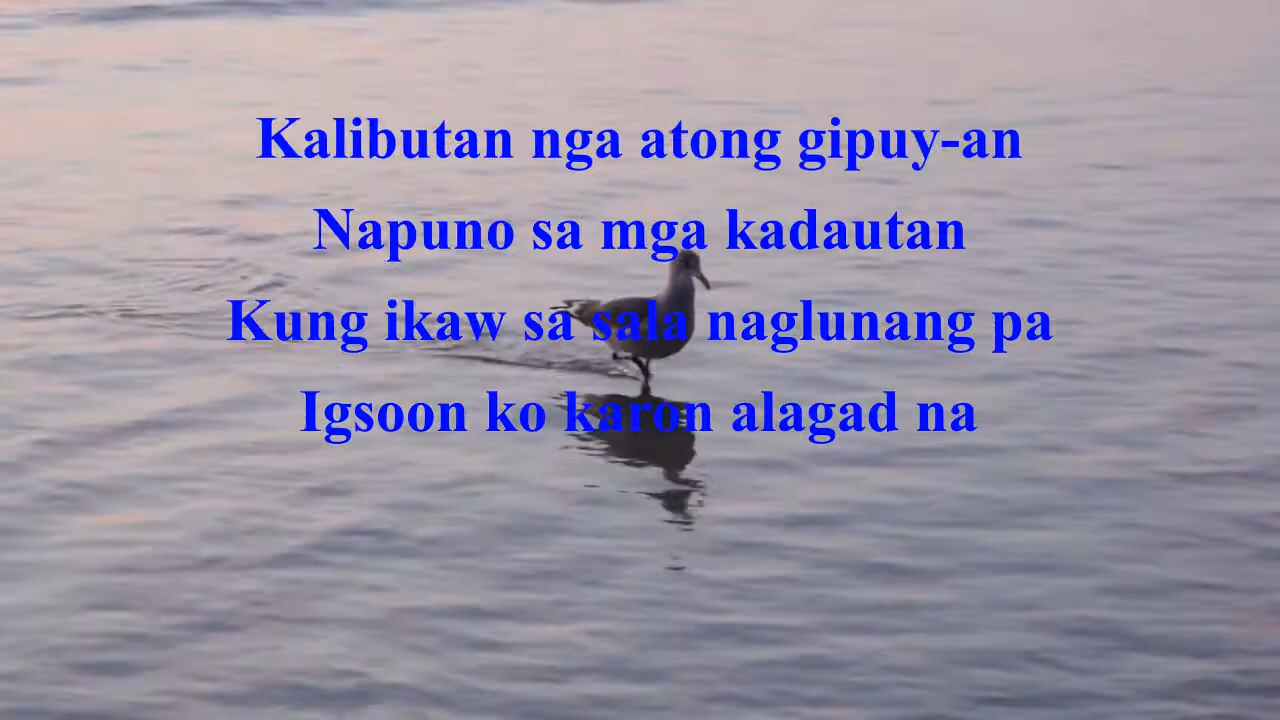 Kalibutan nga atong gipuy-an
Napuno sa mga kadautan
Kung ikaw sa sala naglunang pa
Igsoon ko karon alagad na